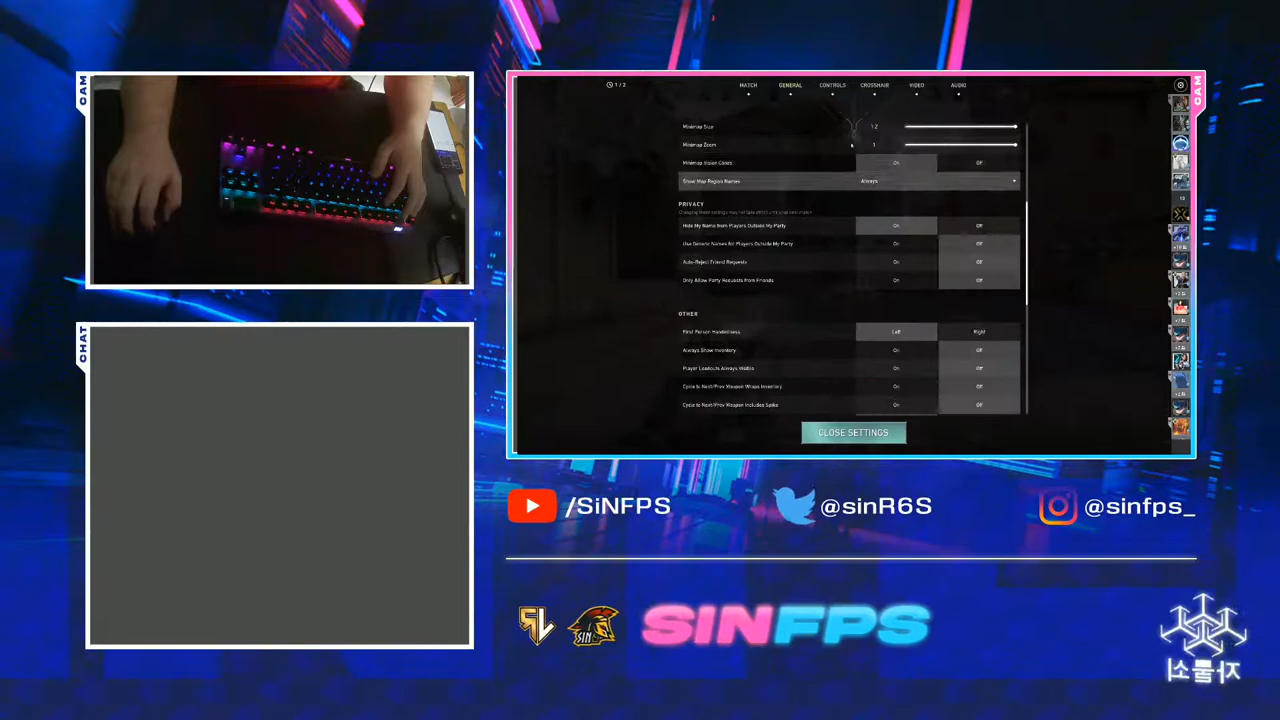 CAM
CAM
1 / 2
MATCH
GENERAL
CONTROLS
CROSSHAIR
VIDEO
AUDIO
Minimap Size
1.2
Minimap Zoom
1
Minimap Vision Cones
On
Off
Show Map Region Names
Always
PRIVACY
Hide My Name from Players Outside My Party
On
Off
Use Generic Names for Players Outside My Party
On
Off
Auto-Reject Friend Requests
On
Off
Only Allow Party Requests from Friends
On
Off
OTHER
First Person Handedness
Left
Right
Always Show Inventory
On
Off
Player Loadouts Always Visible
On
Off
Cycle to Next/Prev Weapon Wraps Inventory
On
Off
Cycle to Next/Prev Weapon Includes Spike
On
Off
CLOSE SETTINGS
CHAT
/SiNFPS
@sinR6S
@sinfps_
SIN
SINFPS
자물쇠